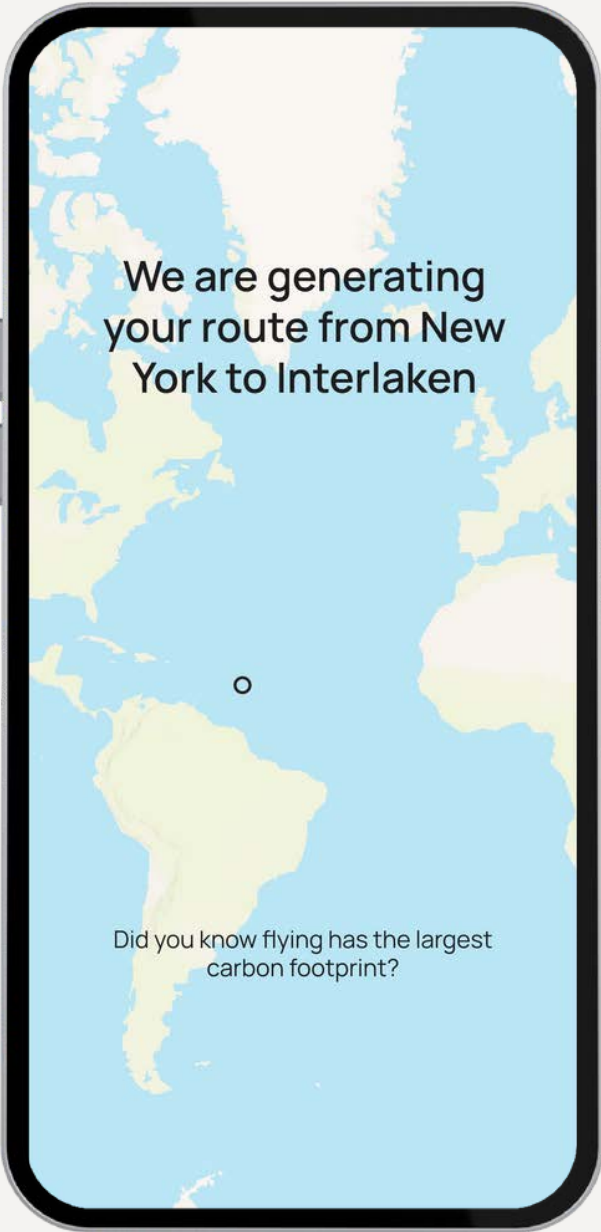 We are generating
your route from New
York to Interlaken
Did you know flying has the largest
carbon footprint?